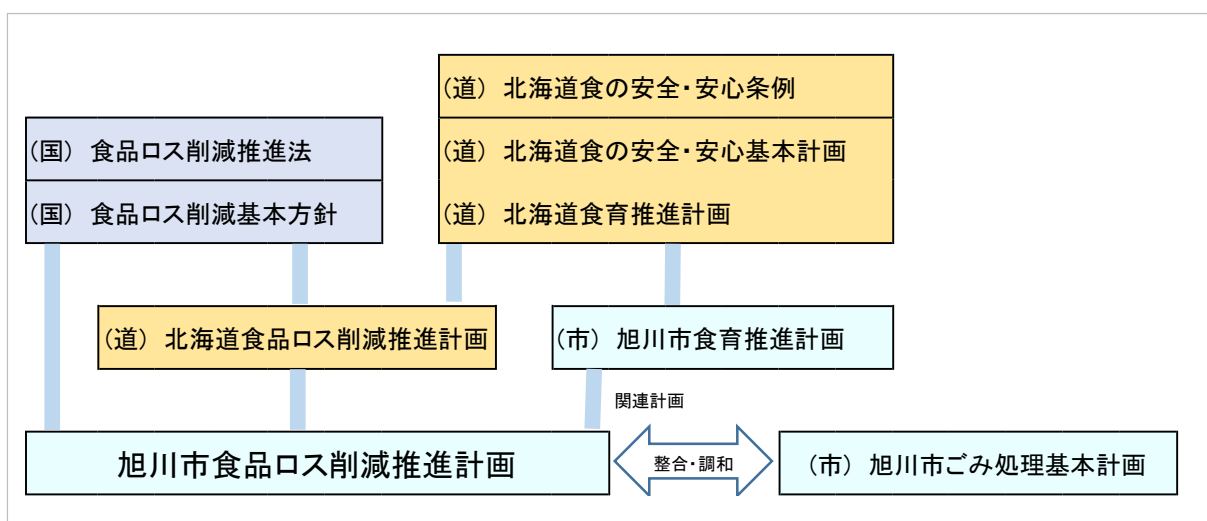 (道) 北海道食の安全・安心条例
(国) 食品ロス削減推進法
(道) 北海道食の安全・安心基本計画
(国) 食品ロス削減基本方針
(道) 北海道食育推進計画
(道) 北海道食品ロス削減推進計画
(市) 旭川市食育推進計画
関連計画
旭川市食品ロス削減推進計画
整合・調和
(市) 旭川市ごみ処理基本計画